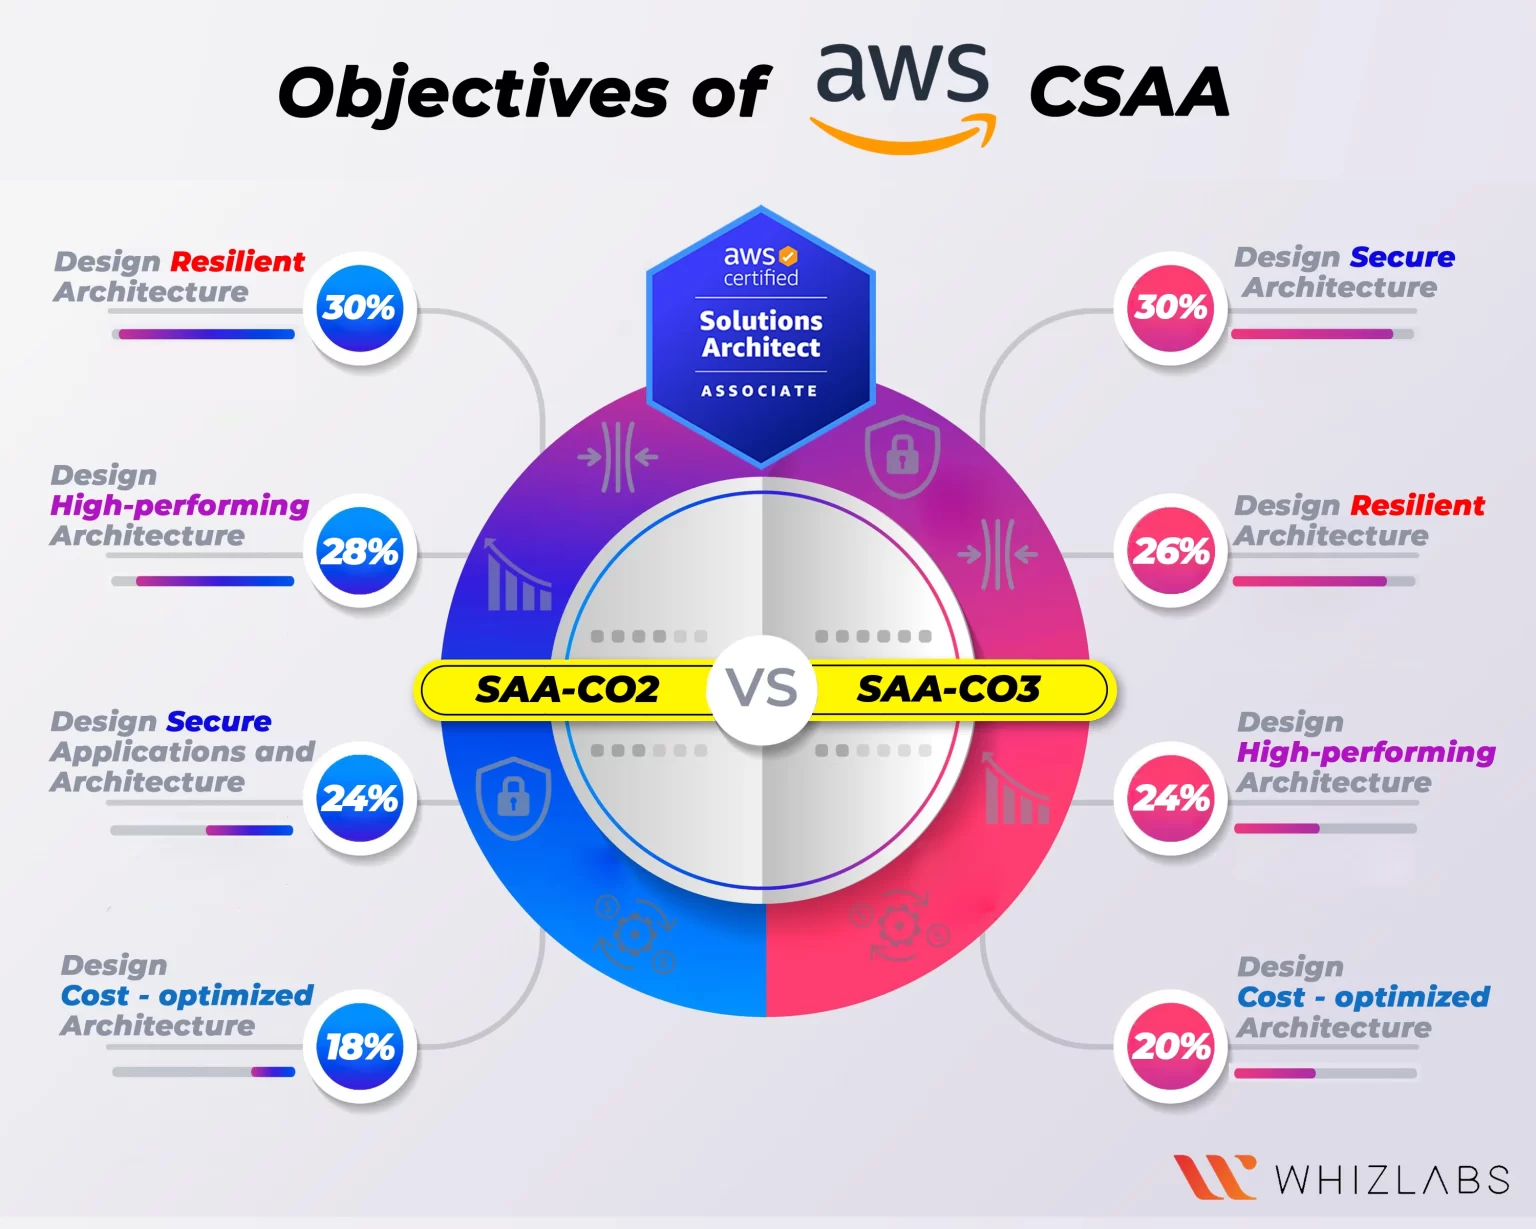 Objectives of aws CSAA
aws
certified
Solutions
Architect
ASSOCIATE
Design Resilient
Architecture
30%
Design
High-performing
Architecture
28%
Design Secure
Applications and
Architecture
24%
Design
Cost - optimized
Architecture
18%
SAA-CO2
VS
SAA-CO3
Design Secure
Architecture
30%
Design Resilient
Architecture
26%
Design
High-performing
Architecture
24%
Design
Cost - optimized
Architecture
20%
WHIZLABS